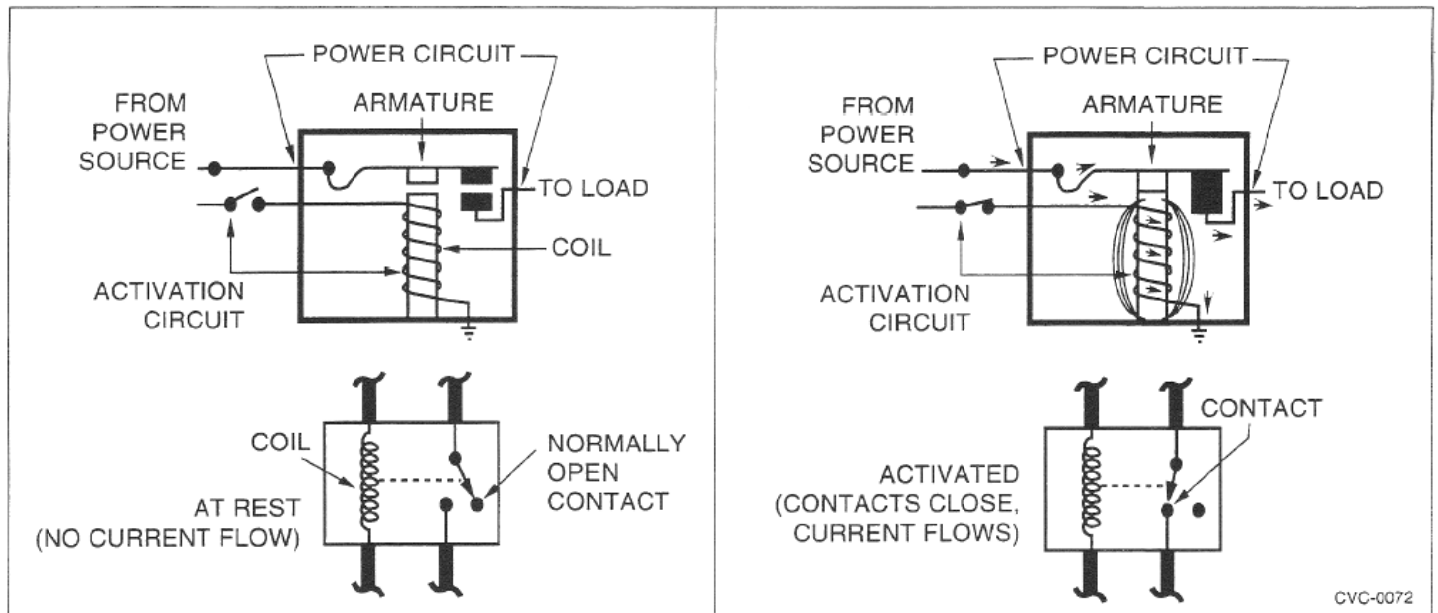 POWER CIRCUIT
FROM
POWER
SOURCE
ARMATURE
TO LOAD
COIL
ACTIVATION
CIRCUIT
COIL
NORMALLY
OPEN
CONTACT
AT REST
(NO CURRENT FLOW)
POWER CIRCUIT
FROM
POWER
SOURCE
ARMATURE
TO LOAD
ACTIVATION
CIRCUIT
CONTACT
ACTIVATED
(CONTACTS CLOSE,
CURRENT FLOWS)
CVC-0072